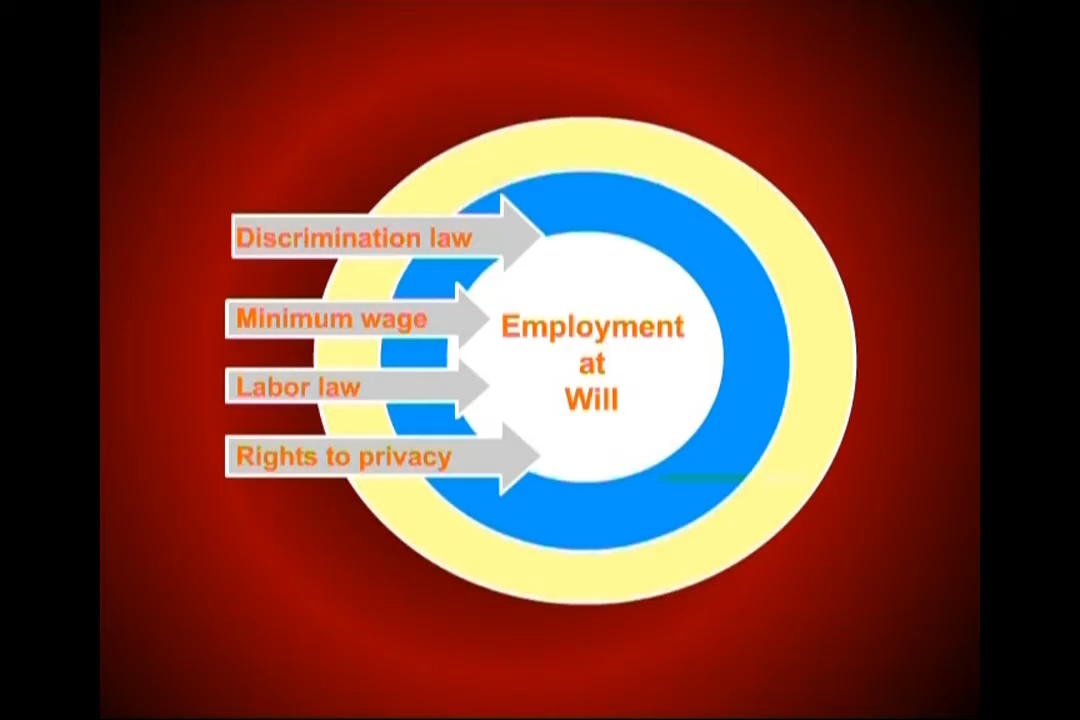 Discrimination law
Minimum wage
Labor law
Rights to privacy
Employment
at
Will